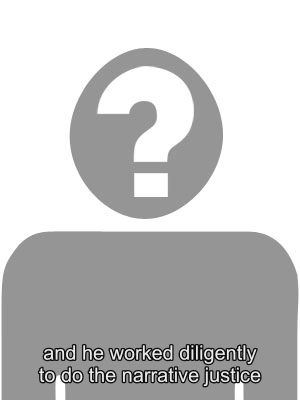 ?
and he worked diligently
to do the narrative justice